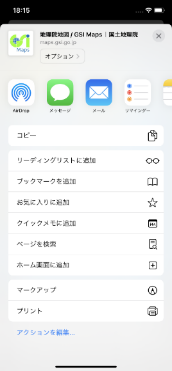 18:15
地理院地図 / GSI Maps｜国土地理院
maps.gsi.go.jp
オプション >
Maps
AirDrop
メッセージ
メール
リマインダー
コピー
リーディングリストに追加
ブックマークを追加
お気に入りに追加
クイックメモに追加
ページを検索
ホーム画面に追加
マークアップ
プリント
アクションを編集...